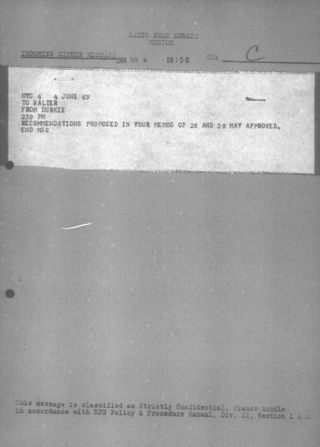 RADIO FREE EUROPE
MUNICH
INCOMING CIPHER MESSAGE
19:30
C
NYC 6 4 JUNE 69
TO WALTER
FROM DURKEE
239 PM
RECOMMENDATIONS PROPOSED IN YOUR MEMOS OF 28 AND 30 MAY APPROVED.
END MSG
This message is classified as Strictly Confidential. Please handle
in accordance with RFE Policy & Procedure Manual, Div. II, Section I